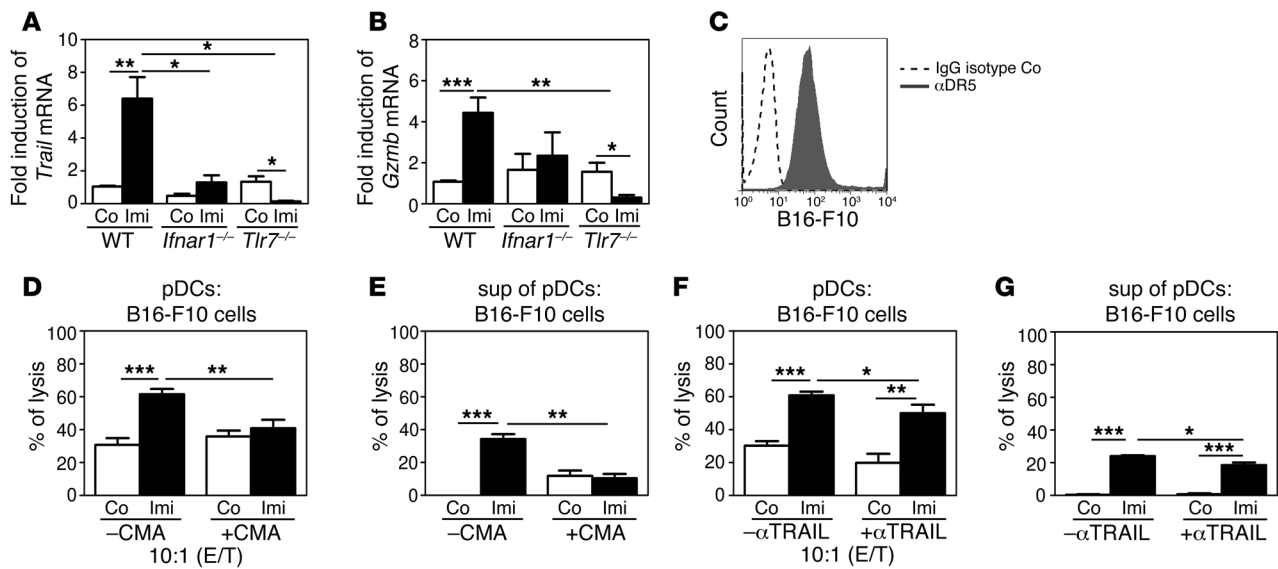 A
Fold induction of
Trail mRNA
10
8
6
4
2
0
** * * *
Co Imi Co Imi Co Imi
WT Ifnar1–/– Tlr7–/–
B
Fold induction of
Gzmb mRNA
8
6
4
2
0
*** ** *
Co Imi Co Imi Co Imi
WT Ifnar1–/– Tlr7–/–
C
Count
10⁰ 10¹ 10² 10³ 10⁴
B16-F10
IgG isotype Co
αDR5
D
pDCs:
B16-F10 cells
% of lysis
100
80
60
40
20
0
*** **
Co Imi Co Imi
–CMA +CMA
10:1 (E/T)
E
sup of pDCs:
B16-F10 cells
% of lysis
100
80
60
40
20
0
*** **
Co Imi Co Imi
–CMA +CMA
F
pDCs:
B16-F10 cells
% of lysis
100
80
60
40
20
0
*** * **
Co Imi Co Imi
–αTRAIL +αTRAIL
10:1 (E/T)
G
sup of pDCs:
B16-F10 cells
% of lysis
100
80
60
40
20
0
*** * ***
Co Imi Co Imi
–αTRAIL +αTRAIL